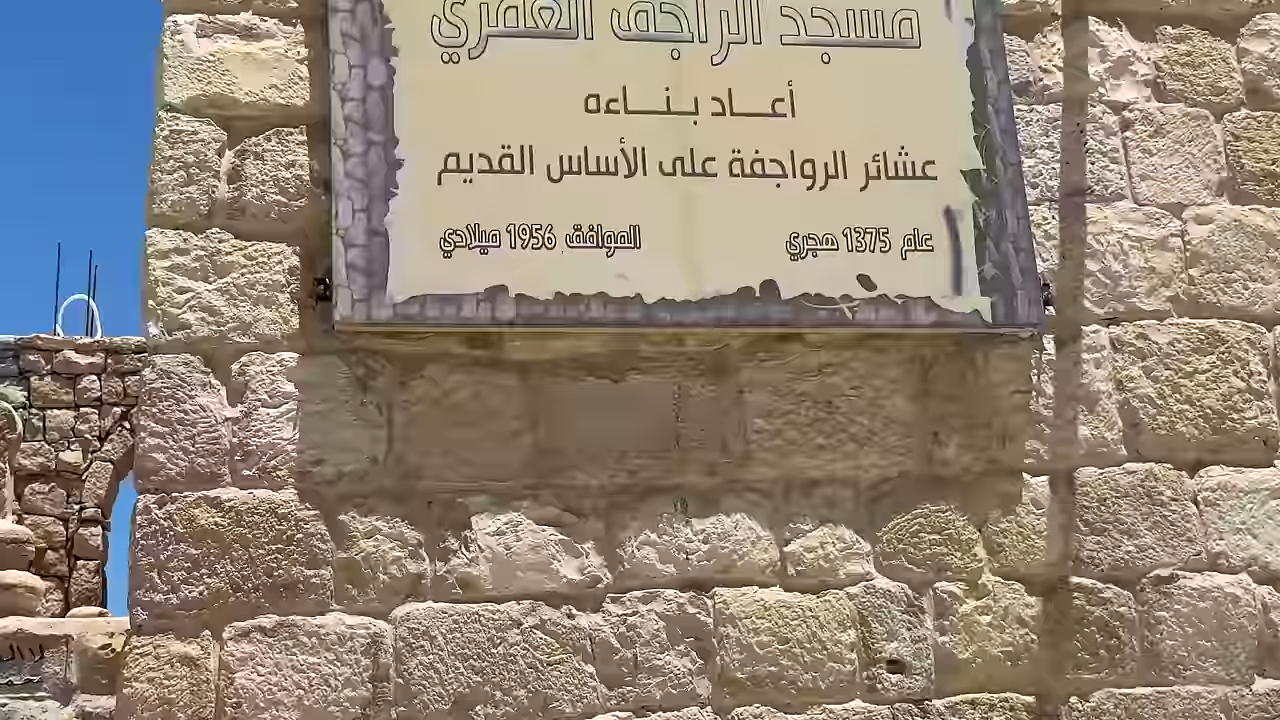 مسجد الراجف العمري
أعاد بناءه
عشائر الرواجفة على الأساس القديم
عام 1375 هجري الموافق 1956 ميلادي